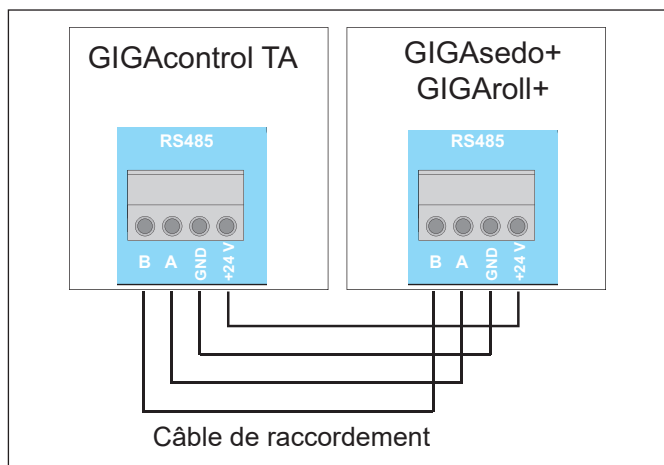 GIGAcontrol TA
RS485
B A GND +24 V
GIGAsedo+
GIGAroll+
RS485
B A GND +24 V
Câble de raccordement